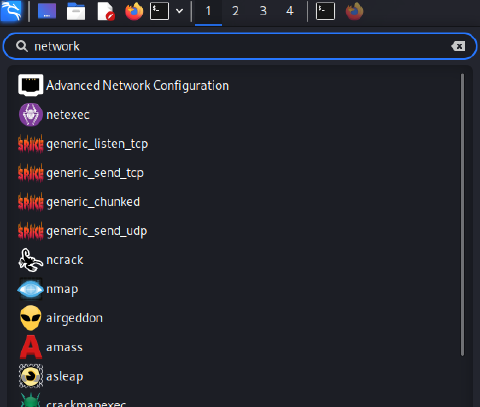 1 2 3 4
network
Advanced Network Configuration
netexec
SPIKE generic_listen_tcp
SPIKE generic_send_tcp
SPIKE generic_chunked
SPIKE generic_send_udp
ncrack
nmap
airgeddon
amass
asleap
crackmapexec